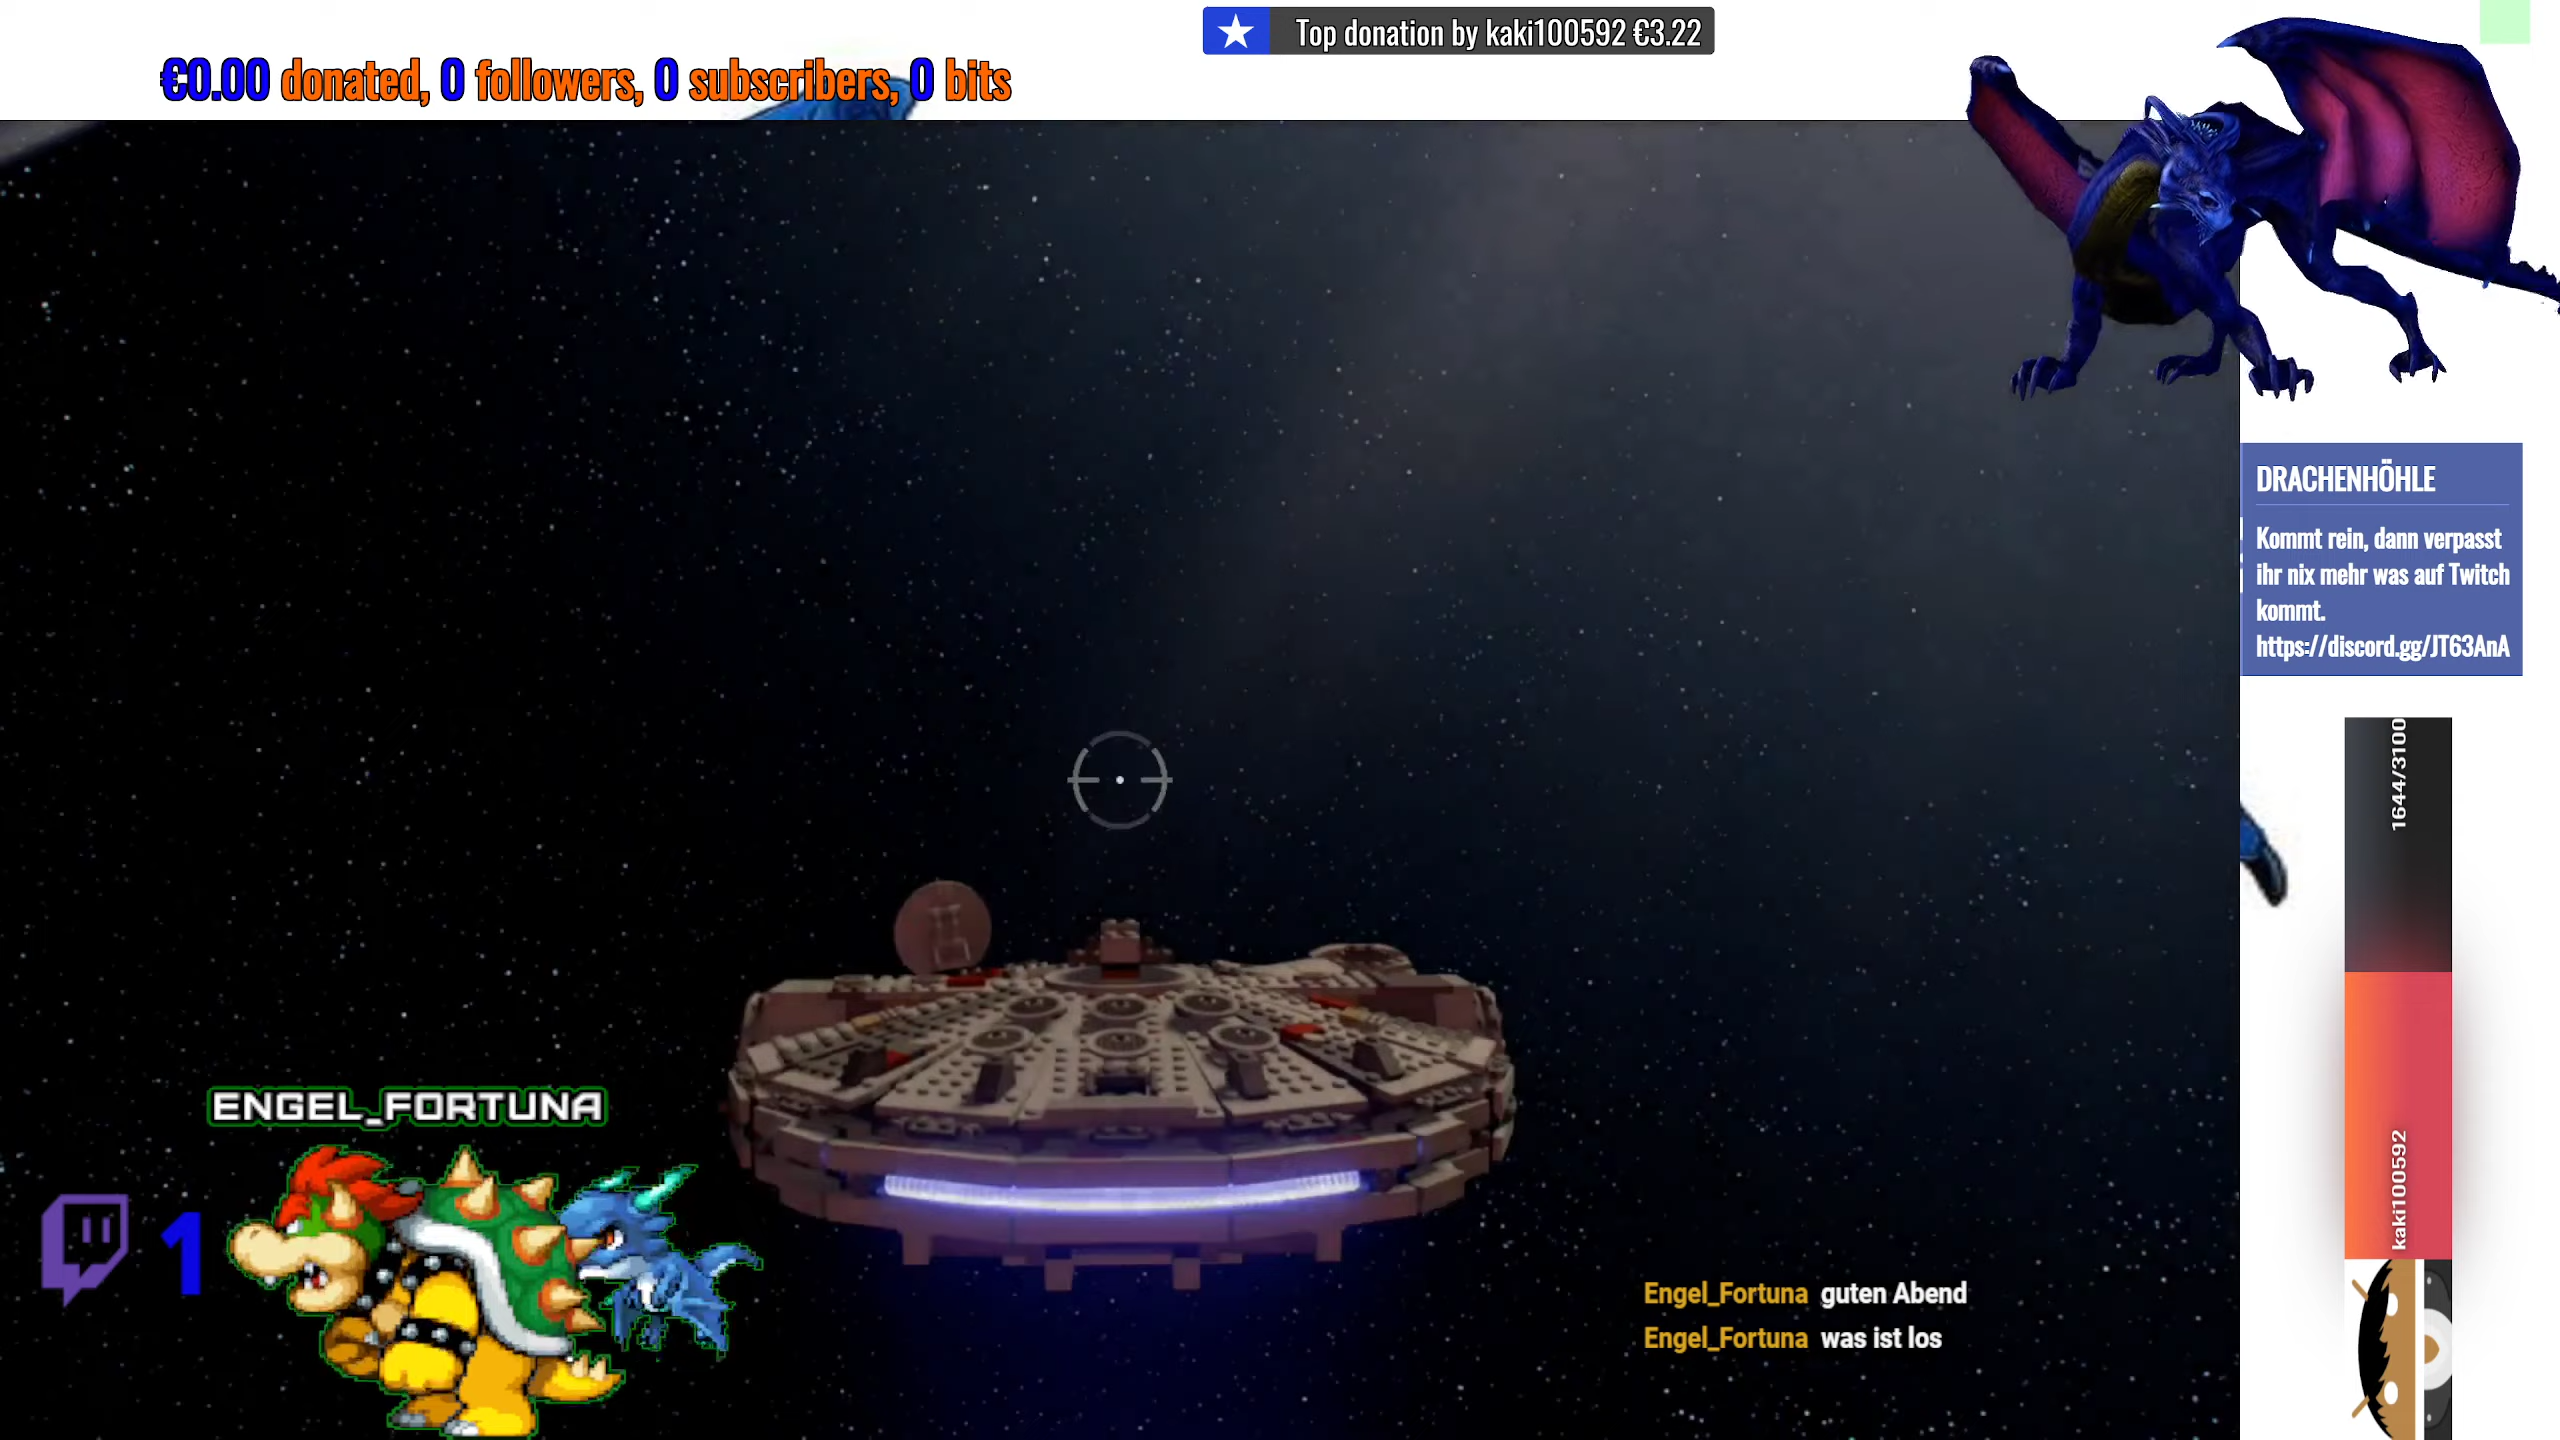 Top donation by kaki100592 €3.22
€0.00 donated, 0 followers, 0 subscribers, 0 bits
DRACHENHÖHLE
Kommt rein, dann verpasst
ihr nix mehr was auf Twitch
kommt.
https://discord.gg/JT63AnA
1644/3100
kaki100592
ENGEL_FORTUNA
1
Engel_Fortuna guten Abend
Engel_Fortuna was ist los